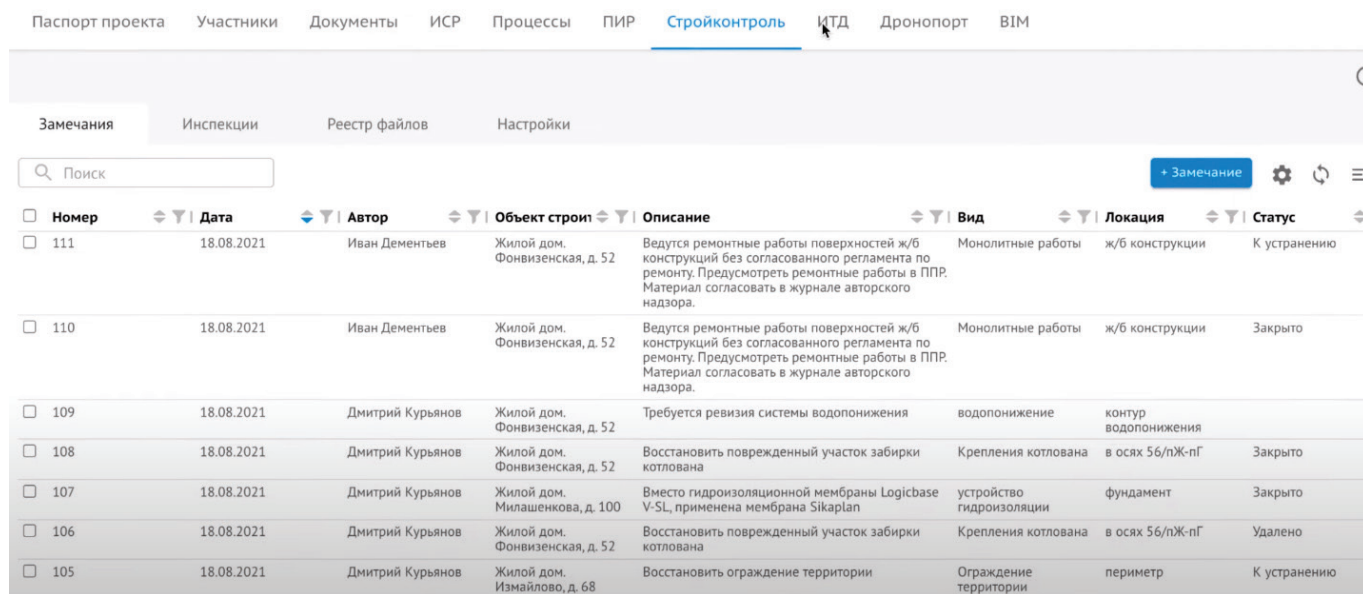 Паспорт проекта Участники Документы ИСР Процессы ПИР Стройконтроль ИТД Дронопорт BIM
Замечания Инспекции Реестр файлов Настройки
Поиск + Замечание
Номер Дата Автор Объект строит Описание Вид Локация Статус
111 18.08.2021 Иван Дементьев Жилой дом. Ведутся ремонтные работы поверхностей ж/б Монолитные работы ж/б конструкции К устранению
Фонвизенская, д. 52 конструкций без согласованного регламента по
ремонту. Предусмотреть ремонтные работы в ППР.
Материал согласовать в журнале авторского
надзора.
110 18.08.2021 Иван Дементьев Жилой дом. Ведутся ремонтные работы поверхностей ж/б Монолитные работы ж/б конструкции Закрыто
Фонвизенская, д. 52 конструкций без согласованного регламента по
ремонту. Предусмотреть ремонтные работы в ППР.
Материал согласовать в журнале авторского
надзора.
109 18.08.2021 Дмитрий Курьянов Жилой дом. Требуется ревизия системы водопонижения водопонижение контур
Фонвизенская, д. 52 водопонижения
108 18.08.2021 Дмитрий Курьянов Жилой дом. Восстановить поврежденный участок забирки Крепления котлована в осях 56/пЖ-пГ Закрыто
Фонвизенская, д. 52 котлована
107 18.08.2021 Дмитрий Курьянов Жилой дом. Вместо гидроизоляционной мембраны Logicbase устройство фундамент Закрыто
Милашенкова, д. 100 V-SL, применена мембрана Sikaplan гидроизоляции
106 18.08.2021 Дмитрий Курьянов Жилой дом. Восстановить поврежденный участок забирки Крепления котлована в осях 56/пЖ-пГ Удалено
Фонвизенская, д. 52 котлована
105 18.08.2021 Дмитрий Курьянов Жилой дом. Восстановить ограждение территории Ограждение периметр К устранению
Измайлово, д. 68 территории